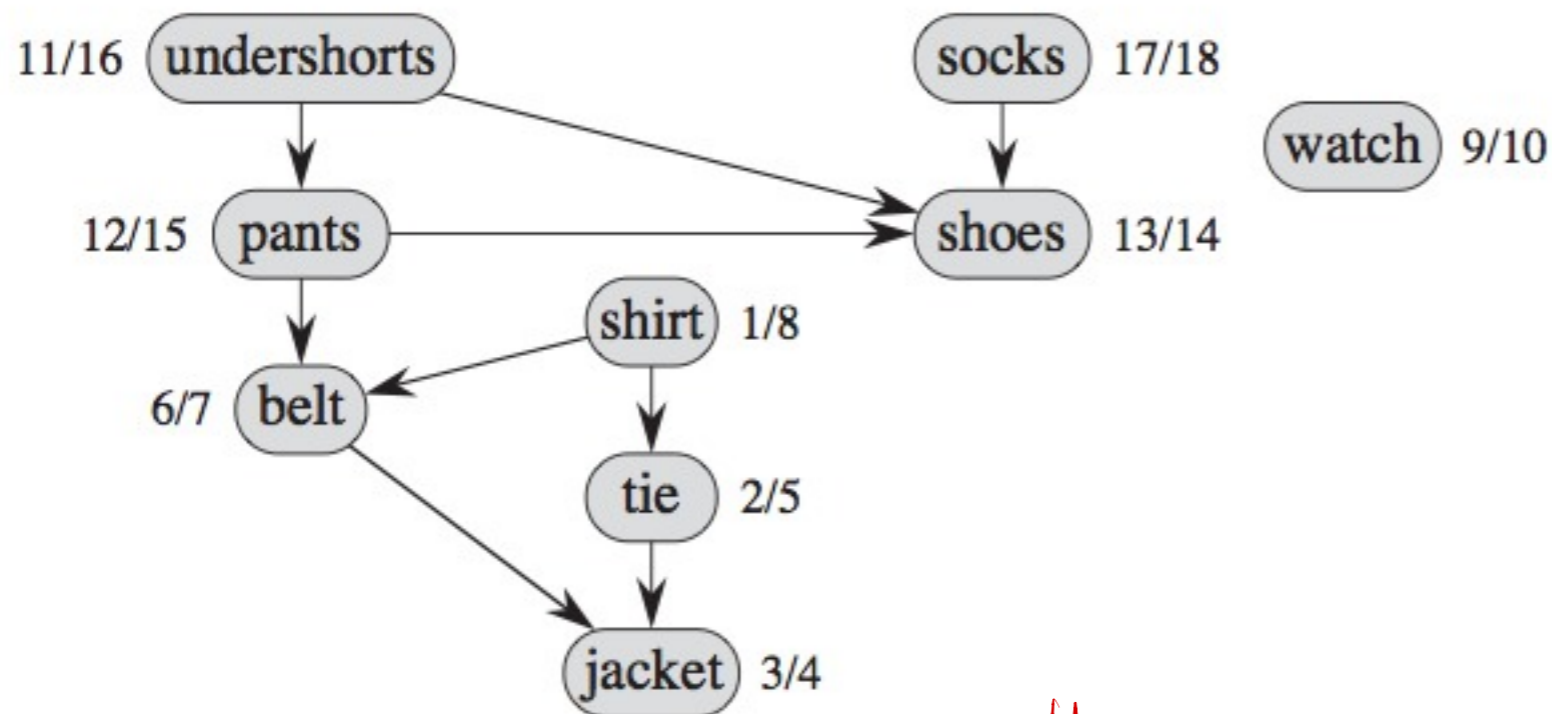 11/16 undershorts socks 17/18
watch 9/10
12/15 pants shoes 13/14
shirt 1/8
6/7 belt
tie 2/5
jacket 3/4